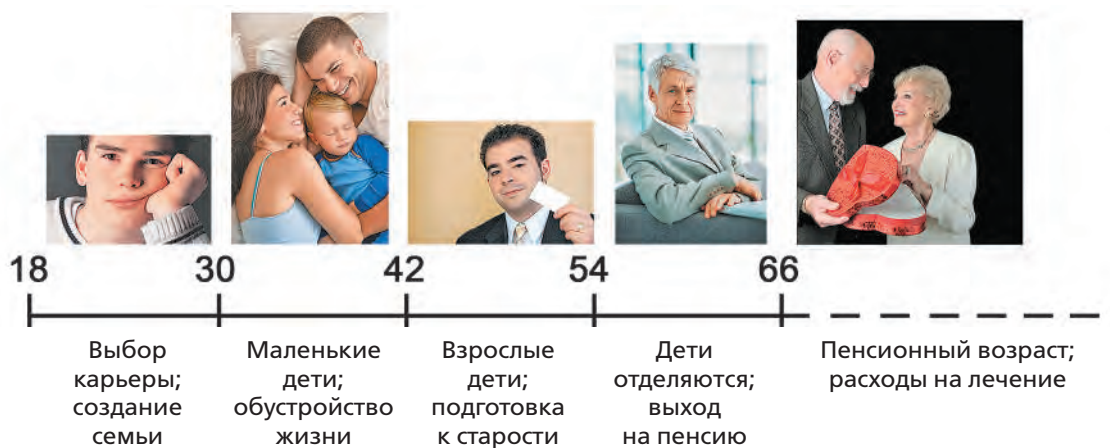 18 30 42 54 66
Выбор
карьеры;
создание
семьи
Маленькие
дети;
обустройство
жизни
Взрослые
дети;
подготовка
к старости
Дети
отделяются;
выход
на пенсию
Пенсионный возраст;
расходы на лечение